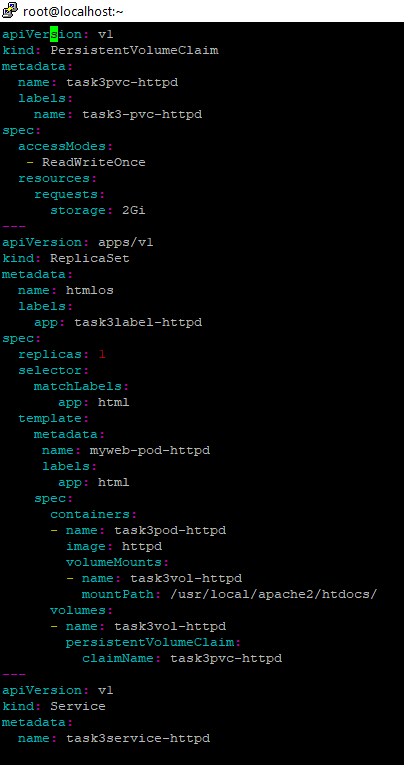 root@localhost:~
apiVersion: v1
kind: PersistentVolumeClaim
metadata:
  name: task3pvc-httpd
  labels:
    name: task3-pvc-httpd
spec:
  accessModes:
   - ReadWriteOnce
  resources:
    requests:
      storage: 2Gi
---
apiVersion: apps/v1
kind: ReplicaSet
metadata:
  name: htmlos
  labels:
    app: task3label-httpd
spec:
  replicas: 1
  selector:
    matchLabels:
       app: html
  template:
    metadata:
     name: myweb-pod-httpd
     labels:
       app: html
    spec:
      containers:
      - name: task3pod-httpd
        image: httpd
        volumeMounts:
        - name: task3vol-httpd
          mountPath: /usr/local/apache2/htdocs/
      volumes:
      - name: task3vol-httpd
        persistentVolumeClaim:
          claimName: task3pvc-httpd
---
apiVersion: v1
kind: Service
metadata:
  name: task3service-httpd